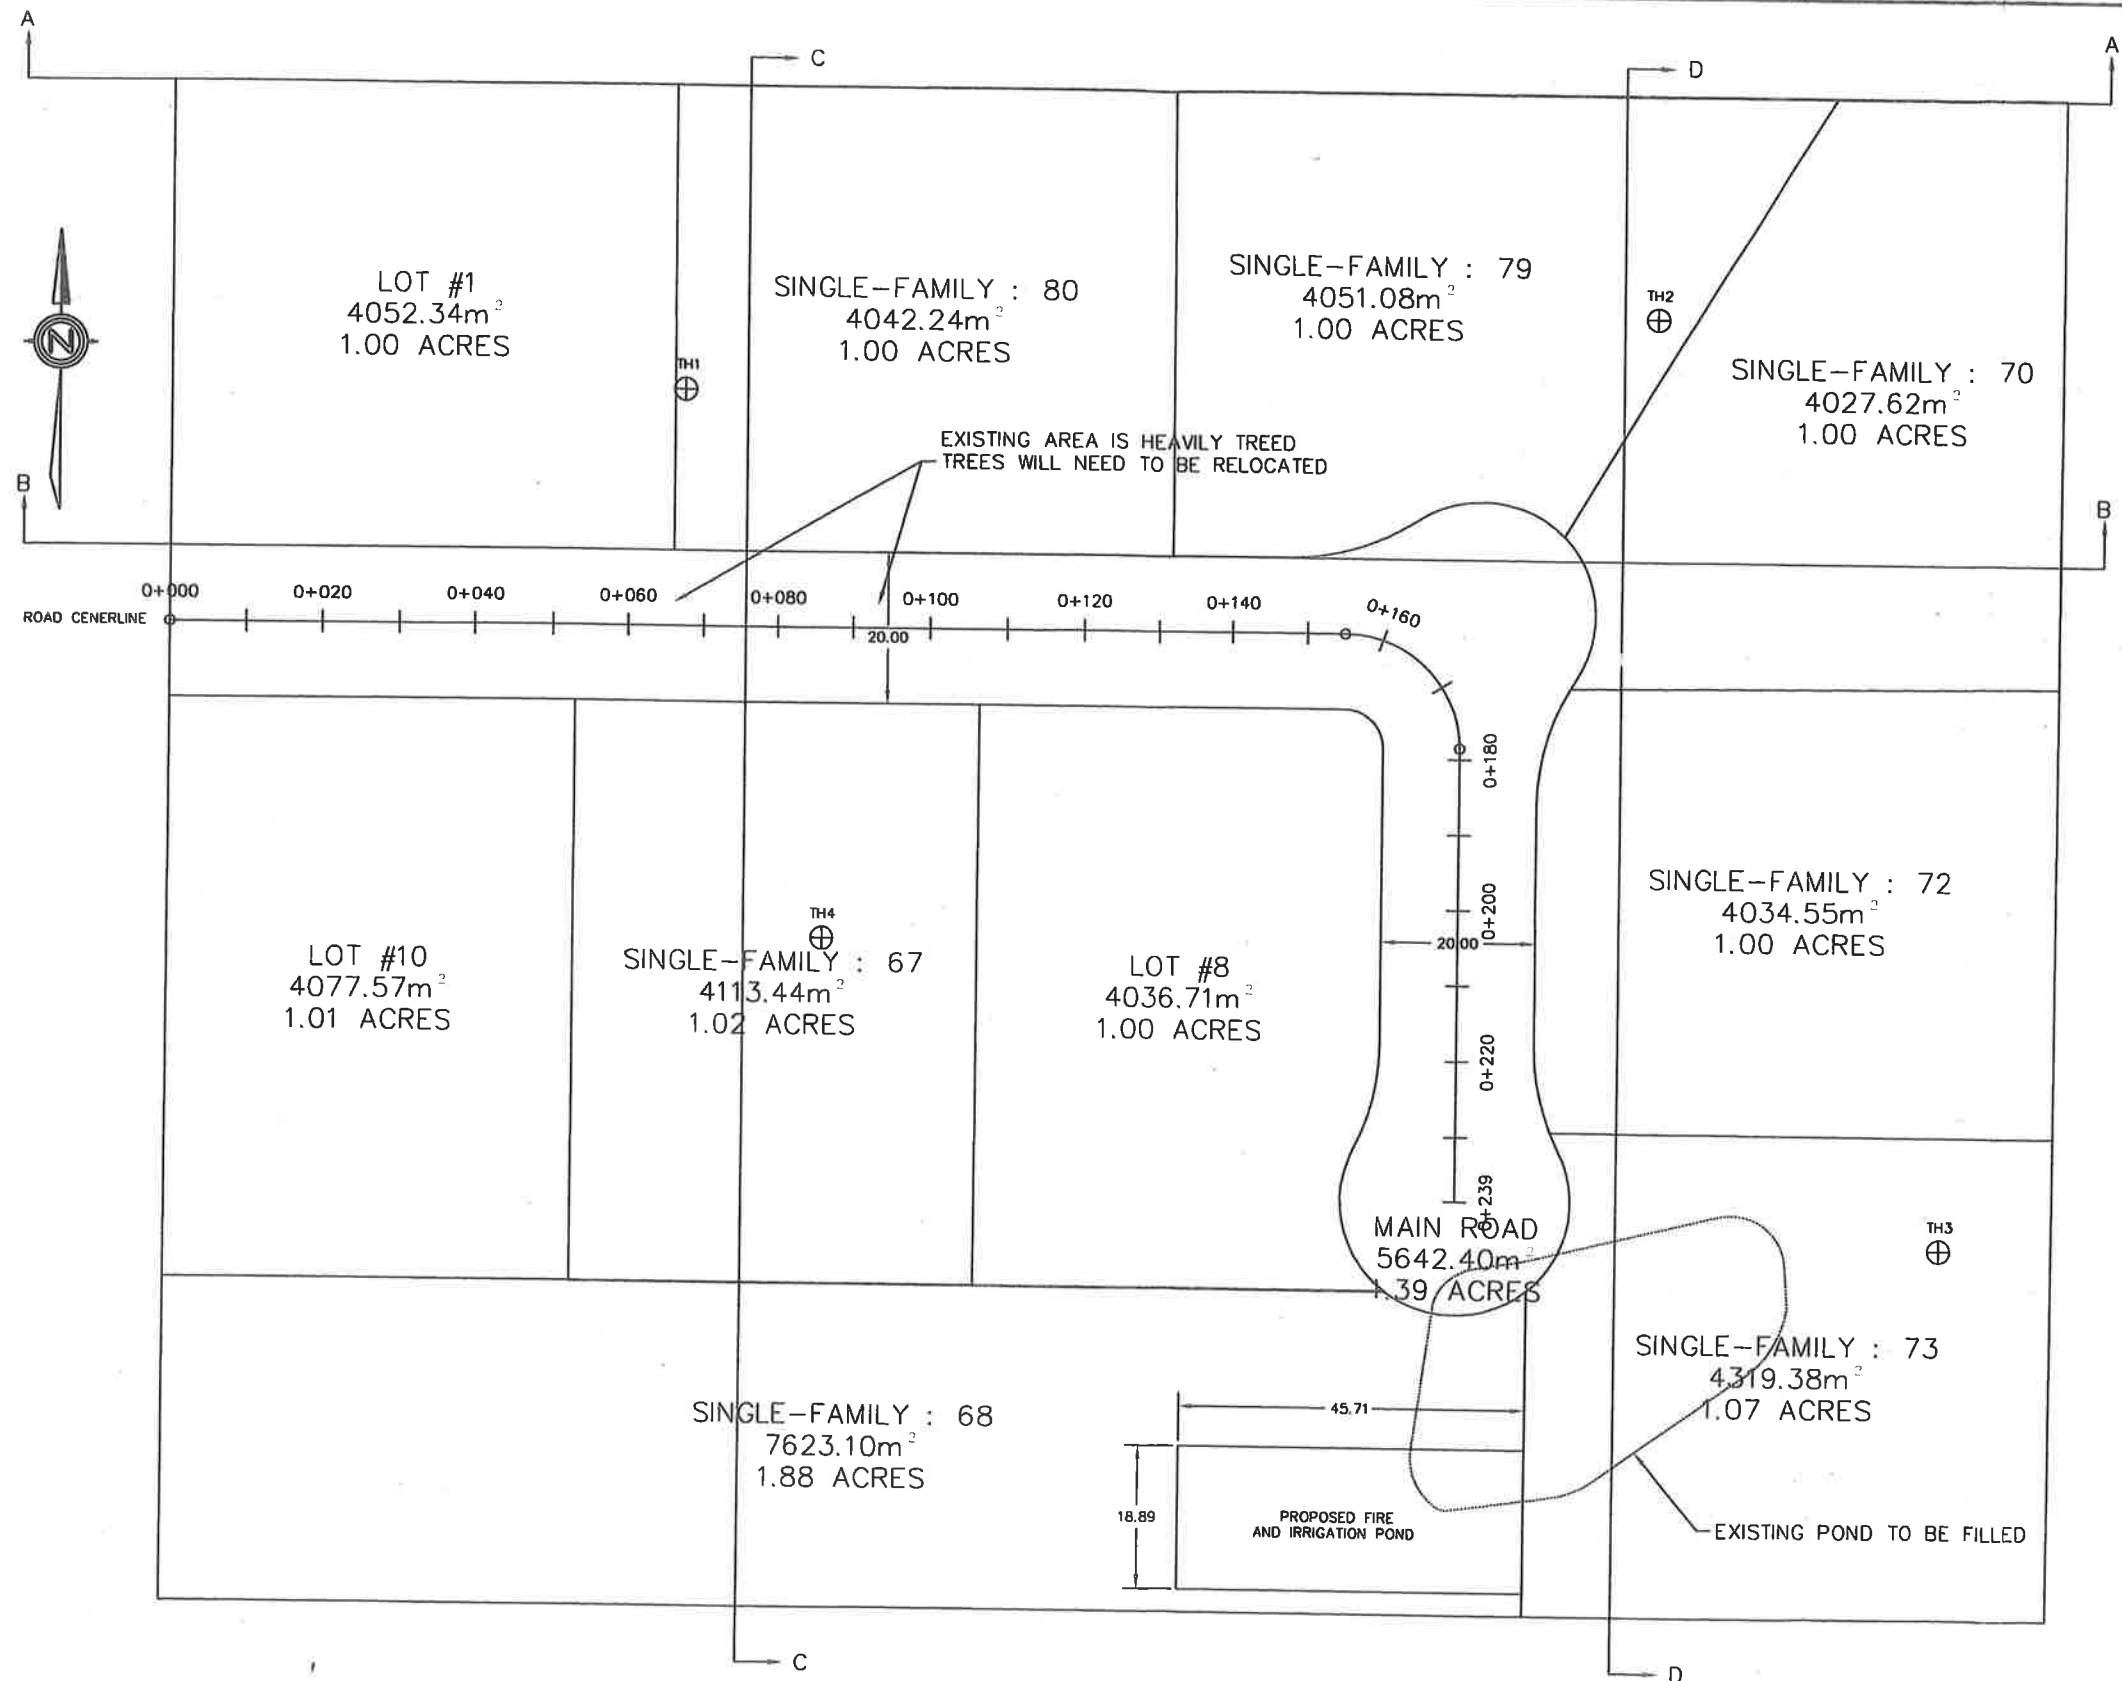 A
C
D
A
LOT #1
4052.34m²
1.00 ACRES
SINGLE-FAMILY : 80
4042.24m²
1.00 ACRES
SINGLE-FAMILY : 79
4051.08m²
1.00 ACRES
TH2
SINGLE-FAMILY : 70
4027.62m²
1.00 ACRES
N
TH1
EXISTING AREA IS HEAVILY TREED
TREES WILL NEED TO BE RELOCATED
B
B
0+000
0+020
0+040
0+060
0+080
0+100
0+120
0+140
0+160
ROAD CENERLINE
20.00
0+180
0+200
20.00
0+220
0+239
SINGLE-FAMILY : 72
4034.55m²
1.00 ACRES
LOT #10
4077.57m²
1.01 ACRES
TH4
SINGLE-FAMILY : 67
4113.44m²
1.02 ACRES
LOT #8
4036.71m²
1.00 ACRES
MAIN ROAD
5642.40m²
1.39 ACRES
TH3
SINGLE-FAMILY : 73
4319.38m²
1.07 ACRES
SINGLE-FAMILY : 68
7623.10m²
1.88 ACRES
45.71
18.89
PROPOSED FIRE
AND IRRIGATION POND
EXISTING POND TO BE FILLED
C
D